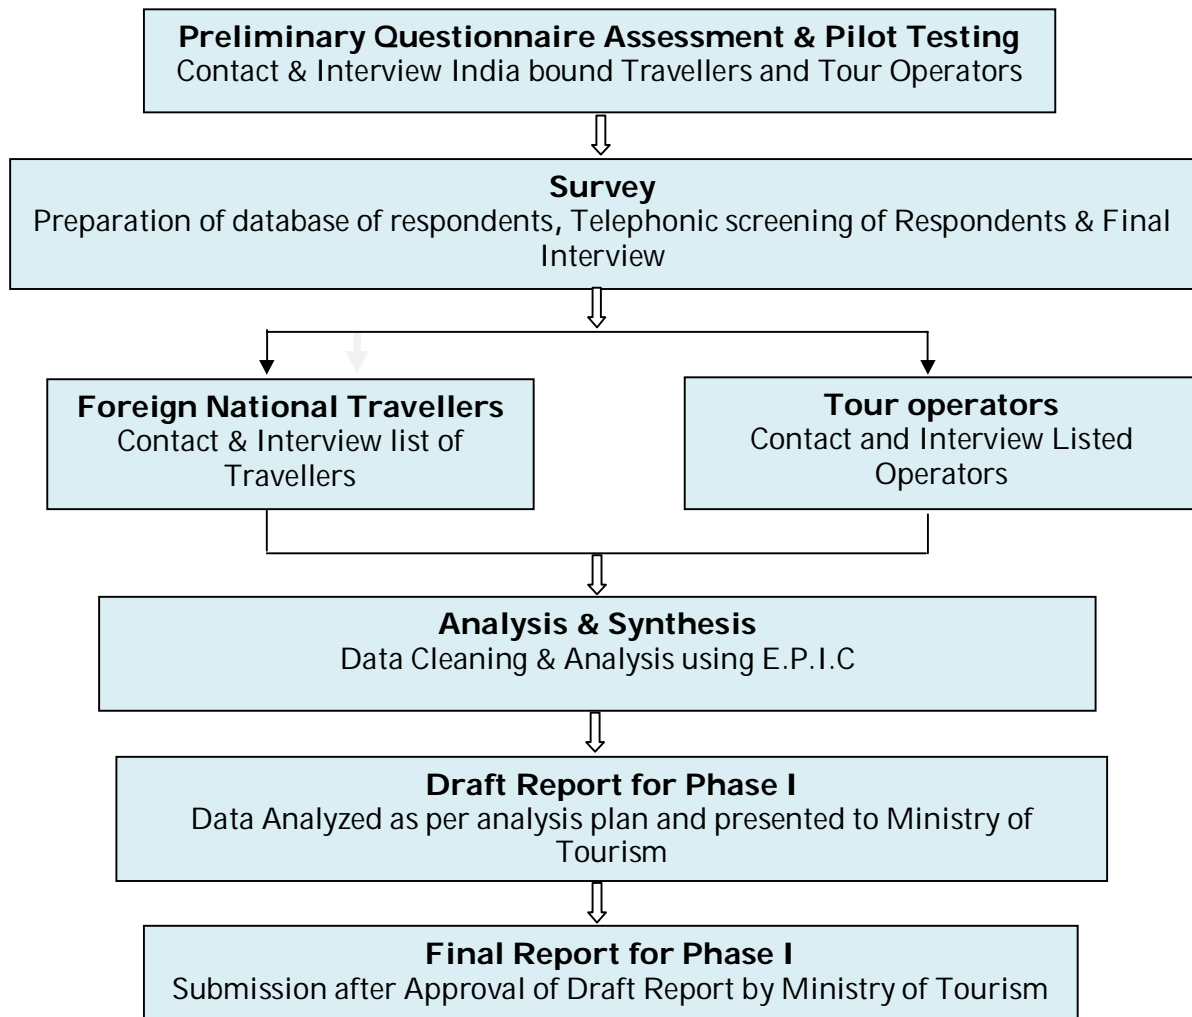 Preliminary Questionnaire Assessment & Pilot Testing
Contact & Interview India bound Travellers and Tour Operators
Survey
Preparation of database of respondents, Telephonic screening of Respondents & Final
Interview
Foreign National Travellers
Contact & Interview list of
Travellers
Tour operators
Contact and Interview Listed
Operators
Analysis & Synthesis
Data Cleaning & Analysis using E.P.I.C
Draft Report for Phase I
Data Analyzed as per analysis plan and presented to Ministry of
Tourism
Final Report for Phase I
Submission after Approval of Draft Report by Ministry of Tourism